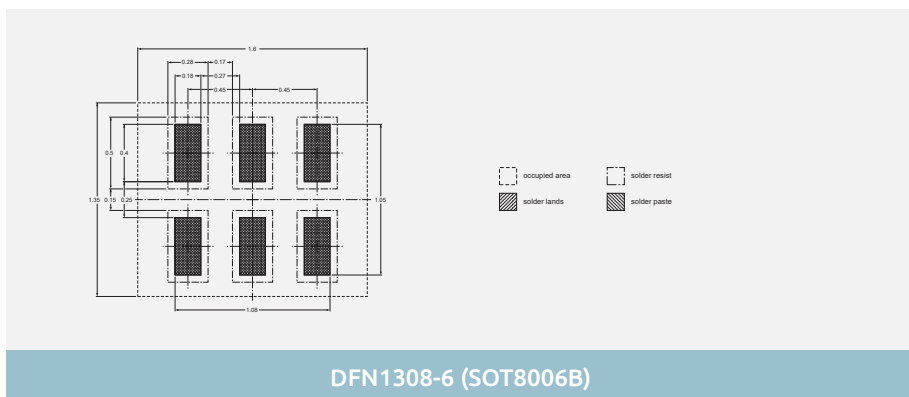 1.6
0.28 0.17
0.18 0.27
0.45 0.45
0.5 0.4
1.35 0.15 0.25 1.05
1.08
occupied area solder resist
solder lands solder paste
DFN1308-6 (SOT8006B)